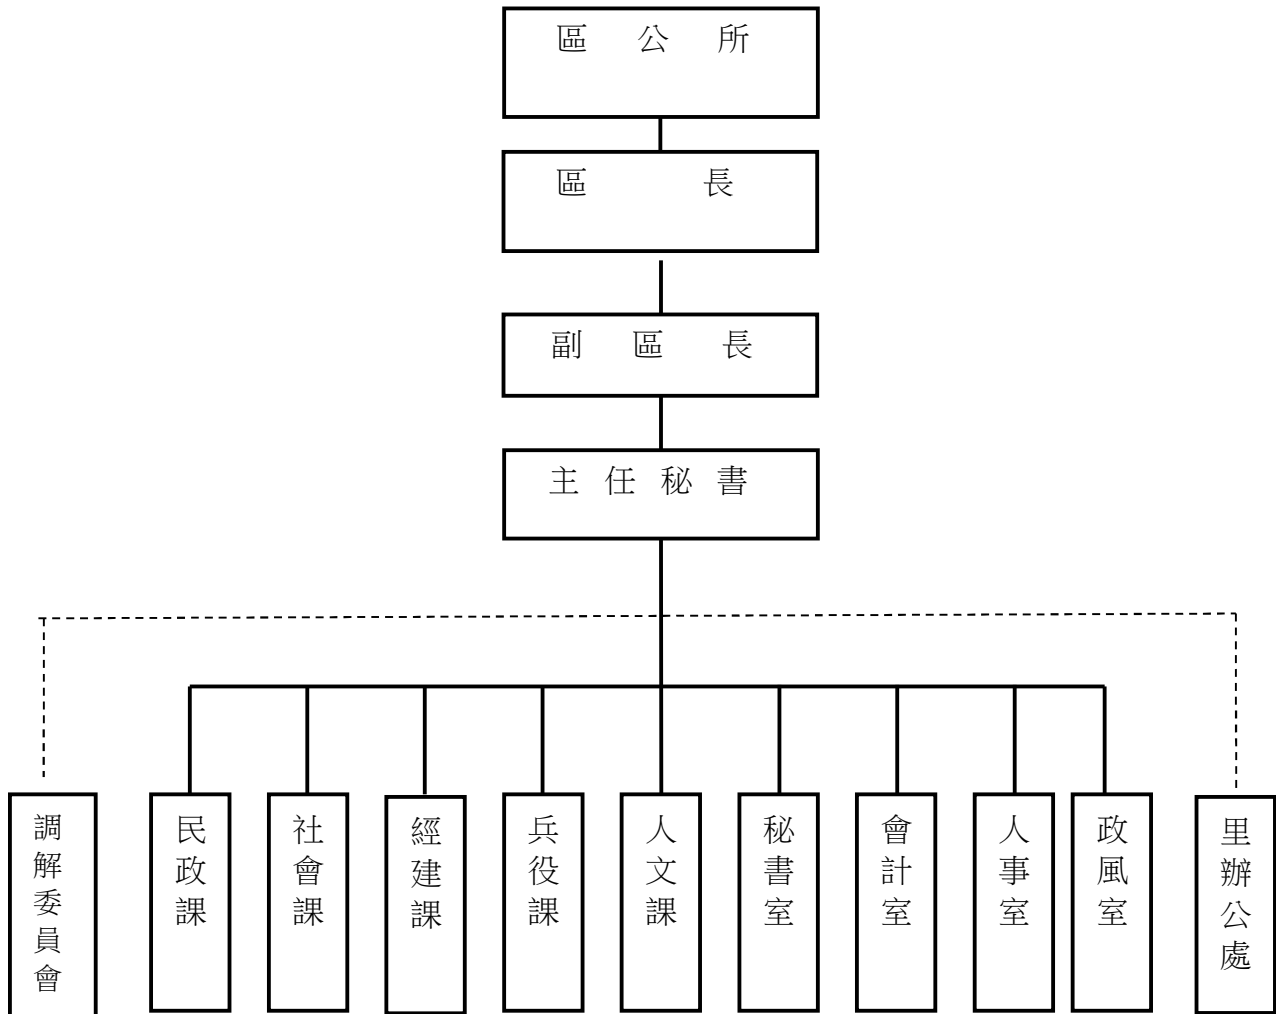 區公所
區長
副區長
主任秘書
調解委員會
民政課
社會課
經建課
兵役課
人文課
秘書室
會計室
人事室
政風室
里辦公處